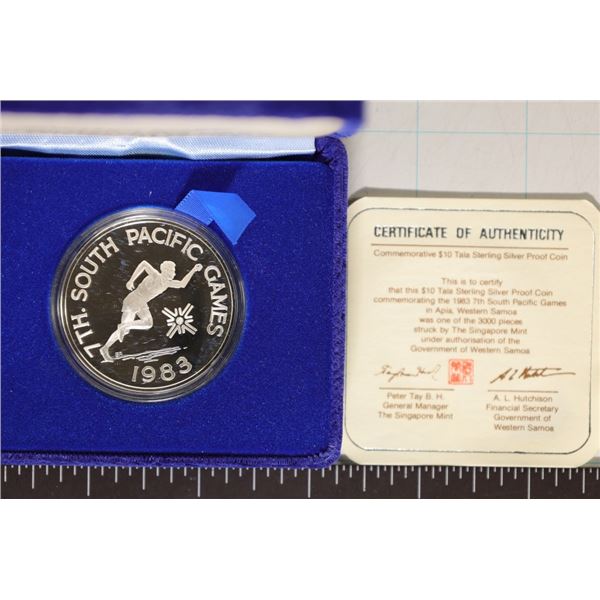 7TH. SOUTH PACIFIC GAMES
1983
CERTIFICATE OF AUTHENTICITY
Commemorative $10 Tala Sterling Silver Proof Coin
This is to certify
that this $10 Tala Sterling Silver Proof Coin
commemorating the 1983 7th South Pacific Games
in Apia, Western Samoa
was one of the 3000 pieces
struck by The Singapore Mint
under authorisation of the
Government of Western Samoa
Peter Tay B. H.
General Manager
The Singapore Mint
A. L. Hutchison
Financial Secretary
Government of
Western Samoa